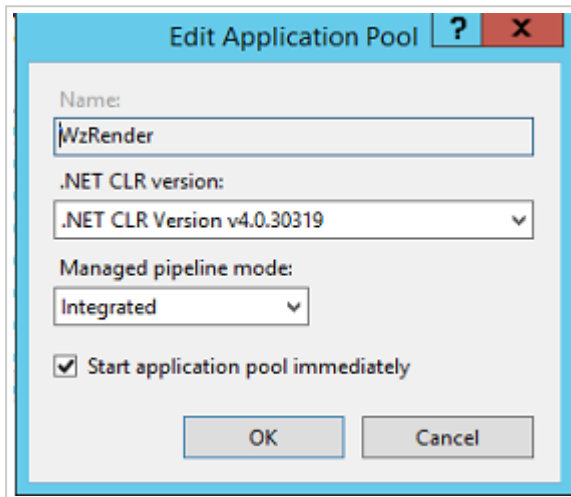 Edit Application Pool ? x
Name:
WzRender
.NET CLR version:
.NET CLR Version v4.0.30319
Managed pipeline mode:
Integrated
Start application pool immediately
OK Cancel